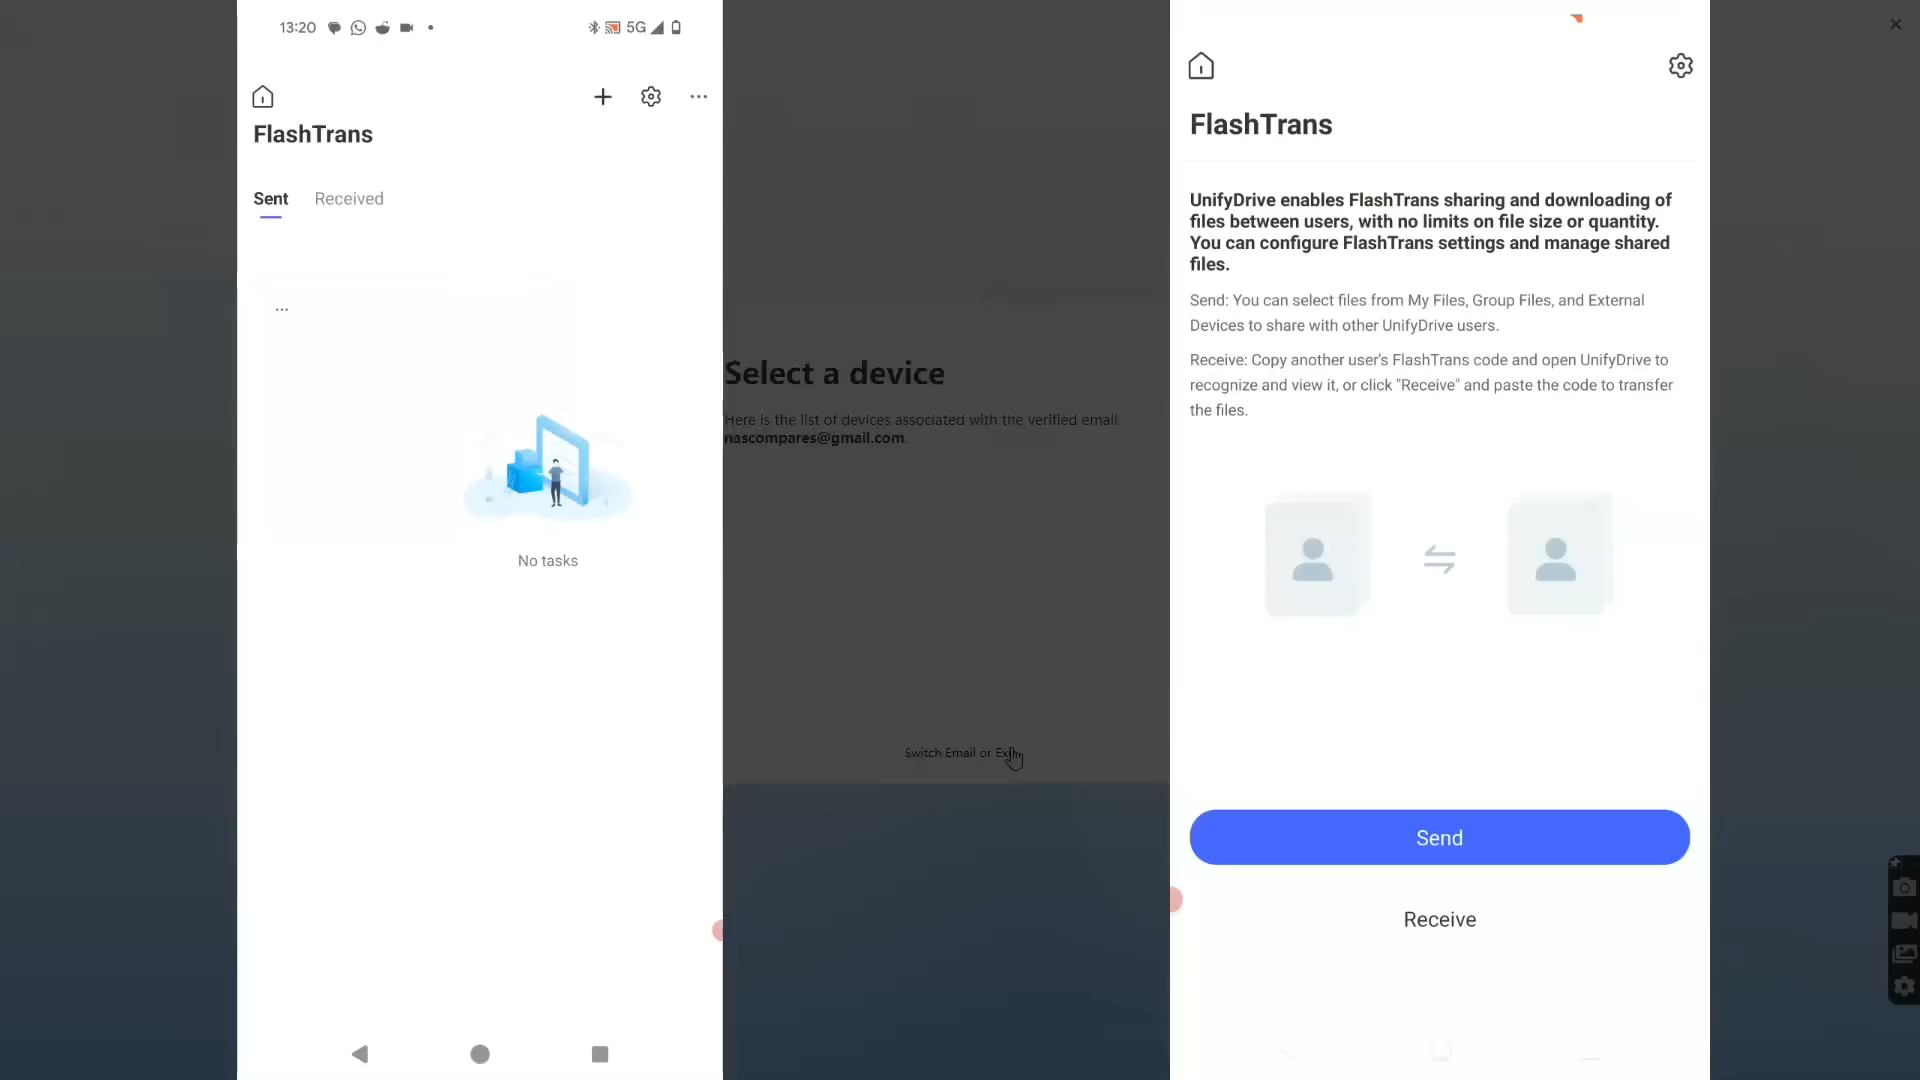 13:20
5G
FlashTrans
Sent
Received
...
No tasks
Select a device
Here is the list of devices associated with the verified email
nascompares@gmail.com.
Switch Email or Exit
FlashTrans
UnifyDrive enables FlashTrans sharing and downloading of
files between users, with no limits on file size or quantity.
You can configure FlashTrans settings and manage shared
files.
Send: You can select files from My Files, Group Files, and External
Devices to share with other UnifyDrive users.
Receive: Copy another user's FlashTrans code and open UnifyDrive to
recognize and view it, or click "Receive" and paste the code to transfer
the files.
Send
Receive